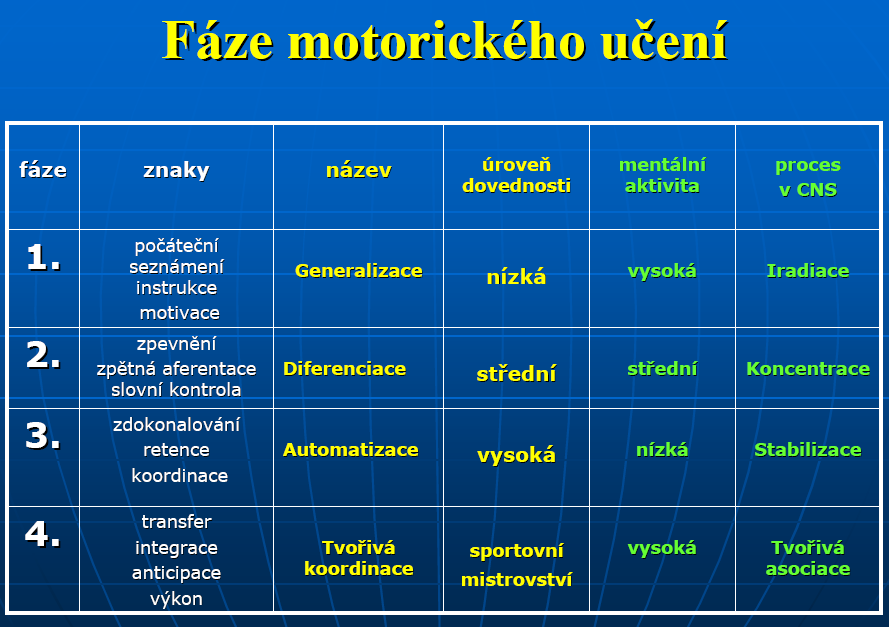 Fáze motorického učení
fáze
znaky
název
úroveň
dovednosti
mentální
aktivita
proces
v CNS
1.
počáteční
seznámení
instrukce
motivace
Generalizace
nízká
vysoká
Iradiace
2.
zpevnění
zpětná aferentace
slovní kontrola
Diferenciace
střední
střední
Koncentrace
3.
zdokonalování
retence
koordinace
Automatizace
vysoká
nízká
Stabilizace
4.
transfer
integrace
anticipace
výkon
Tvořivá
koordinace
sportovní
mistrovství
vysoká
Tvořivá
asociace